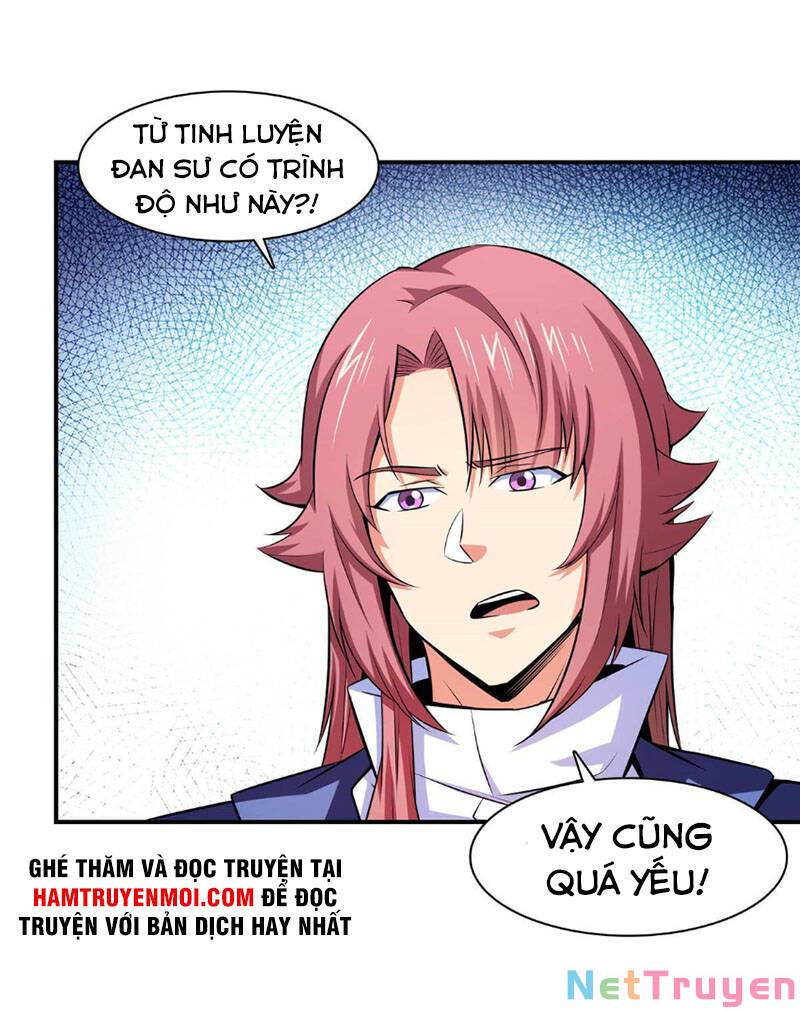 TỪ TINH LUYỆN
ĐAN SƯ CÓ TRÌNH
ĐỘ NHƯ NÀY?!
VẬY CŨNG
QUÁ YẾU!
GHÉ THĂM VÀ ĐỌC TRUYỆN TẠI
HAMTRUYENMOI.COM ĐỂ ĐỌC
TRUYỆN VỚI BẢN DỊCH HAY NHẤT
NetTruyen